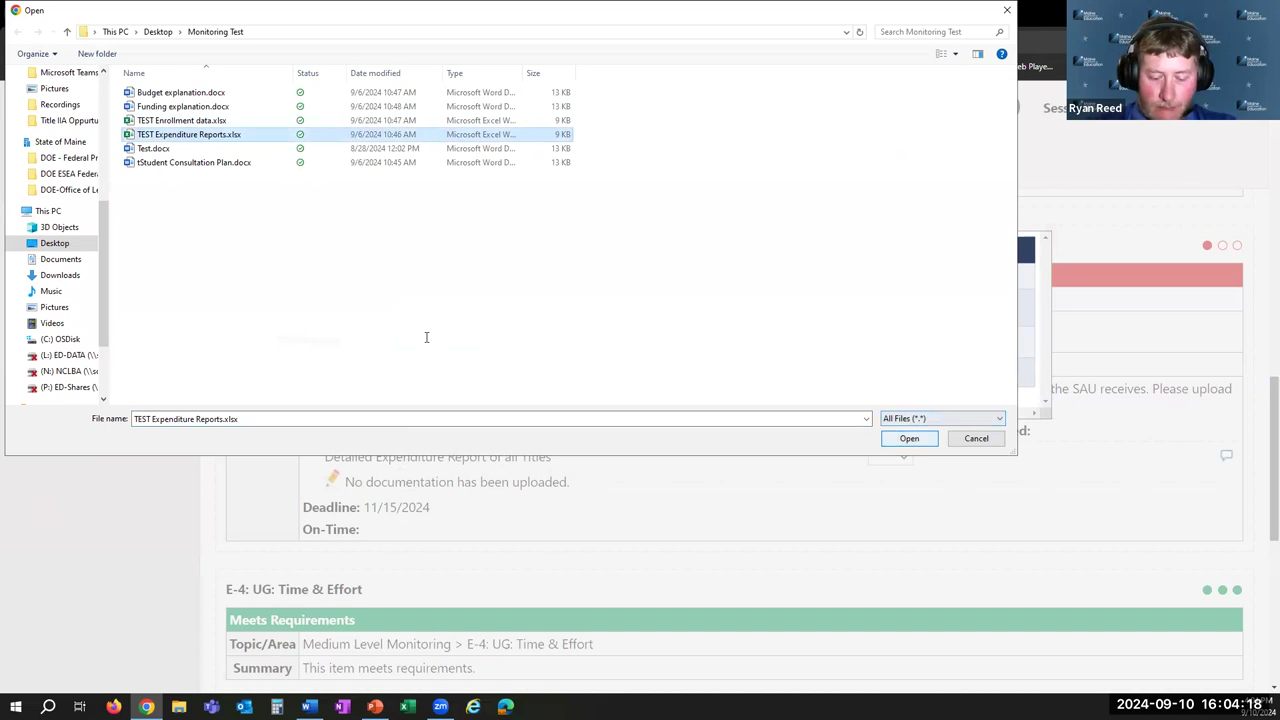 Open
This PC > Desktop > Monitoring Test
Search Monitoring Test
Organize
New folder
Name Status Date modified Type Size
Microsoft Teams
Pictures
Recordings
Title IIA Opportu
State of Maine
DOE - Federal Pr
DOE ESEA Federa
DOE-Office of Le
This PC
3D Objects
Desktop
Documents
Downloads
Music
Pictures
Videos
(C:) OSDisk
(L:) ED-DATA (\\s
(N:) NCLBA (\\se
(P:) ED-Shares (\\
Budget explanation.docx 9/6/2024 10:47 AM Microsoft Word D... 13 KB
Funding explanation.docx 9/6/2024 10:48 AM Microsoft Word D... 13 KB
TEST Enrollment data.xlsx 9/6/2024 10:47 AM Microsoft Excel W... 9 KB
TEST Expenditure Reports.xlsx 9/6/2024 10:46 AM Microsoft Excel W... 9 KB
Test.docx 8/28/2024 12:02 PM Microsoft Word D... 13 KB
tStudent Consultation Plan.docx 9/6/2024 10:45 AM Microsoft Word D... 13 KB
File name: TEST Expenditure Reports.xlsx All Files (*.*)
Open Cancel
Ryan Reed
the SAU receives. Please upload
ed:
Detailed Expenditure Report of all Titles
No documentation has been uploaded.
Deadline: 11/15/2024
On-Time:
E-4: UG: Time & Effort
Meets Requirements
Topic/Area Medium Level Monitoring > E-4: UG: Time & Effort
Summary This item meets requirements.
2024-09-10 16:04:18